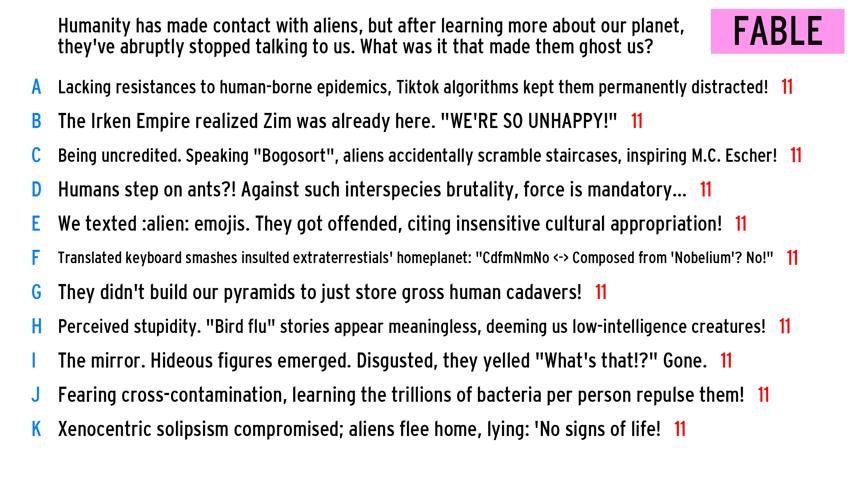 Humanity has made contact with aliens, but after learning more about our planet,
they've abruptly stopped talking to us. What was it that made them ghost us?
FABLE
A Lacking resistances to human-borne epidemics, Tiktok algorithms kept them permanently distracted! 11
B The Irken Empire realized Zim was already here. "WE'RE SO UNHAPPY!" 11
C Being uncredited. Speaking "Bogosort", aliens accidentally scramble staircases, inspiring M.C. Escher! 11
D Humans step on ants?! Against such interspecies brutality, force is mandatory... 11
E We texted :alien: emojis. They got offended, citing insensitive cultural appropriation! 11
F Translated keyboard smashes insulted extraterrestials' homeplanet: "CdfmNmNo <-> Composed from 'Nobelium'? No!" 11
G They didn't build our pyramids to just store gross human cadavers! 11
H Perceived stupidity. "Bird flu" stories appear meaningless, deeming us low-intelligence creatures! 11
I The mirror. Hideous figures emerged. Disgusted, they yelled "What's that!?" Gone. 11
J Fearing cross-contamination, learning the trillions of bacteria per person repulse them! 11
K Xenocentric solipsism compromised; aliens flee home, lying: 'No signs of life! 11